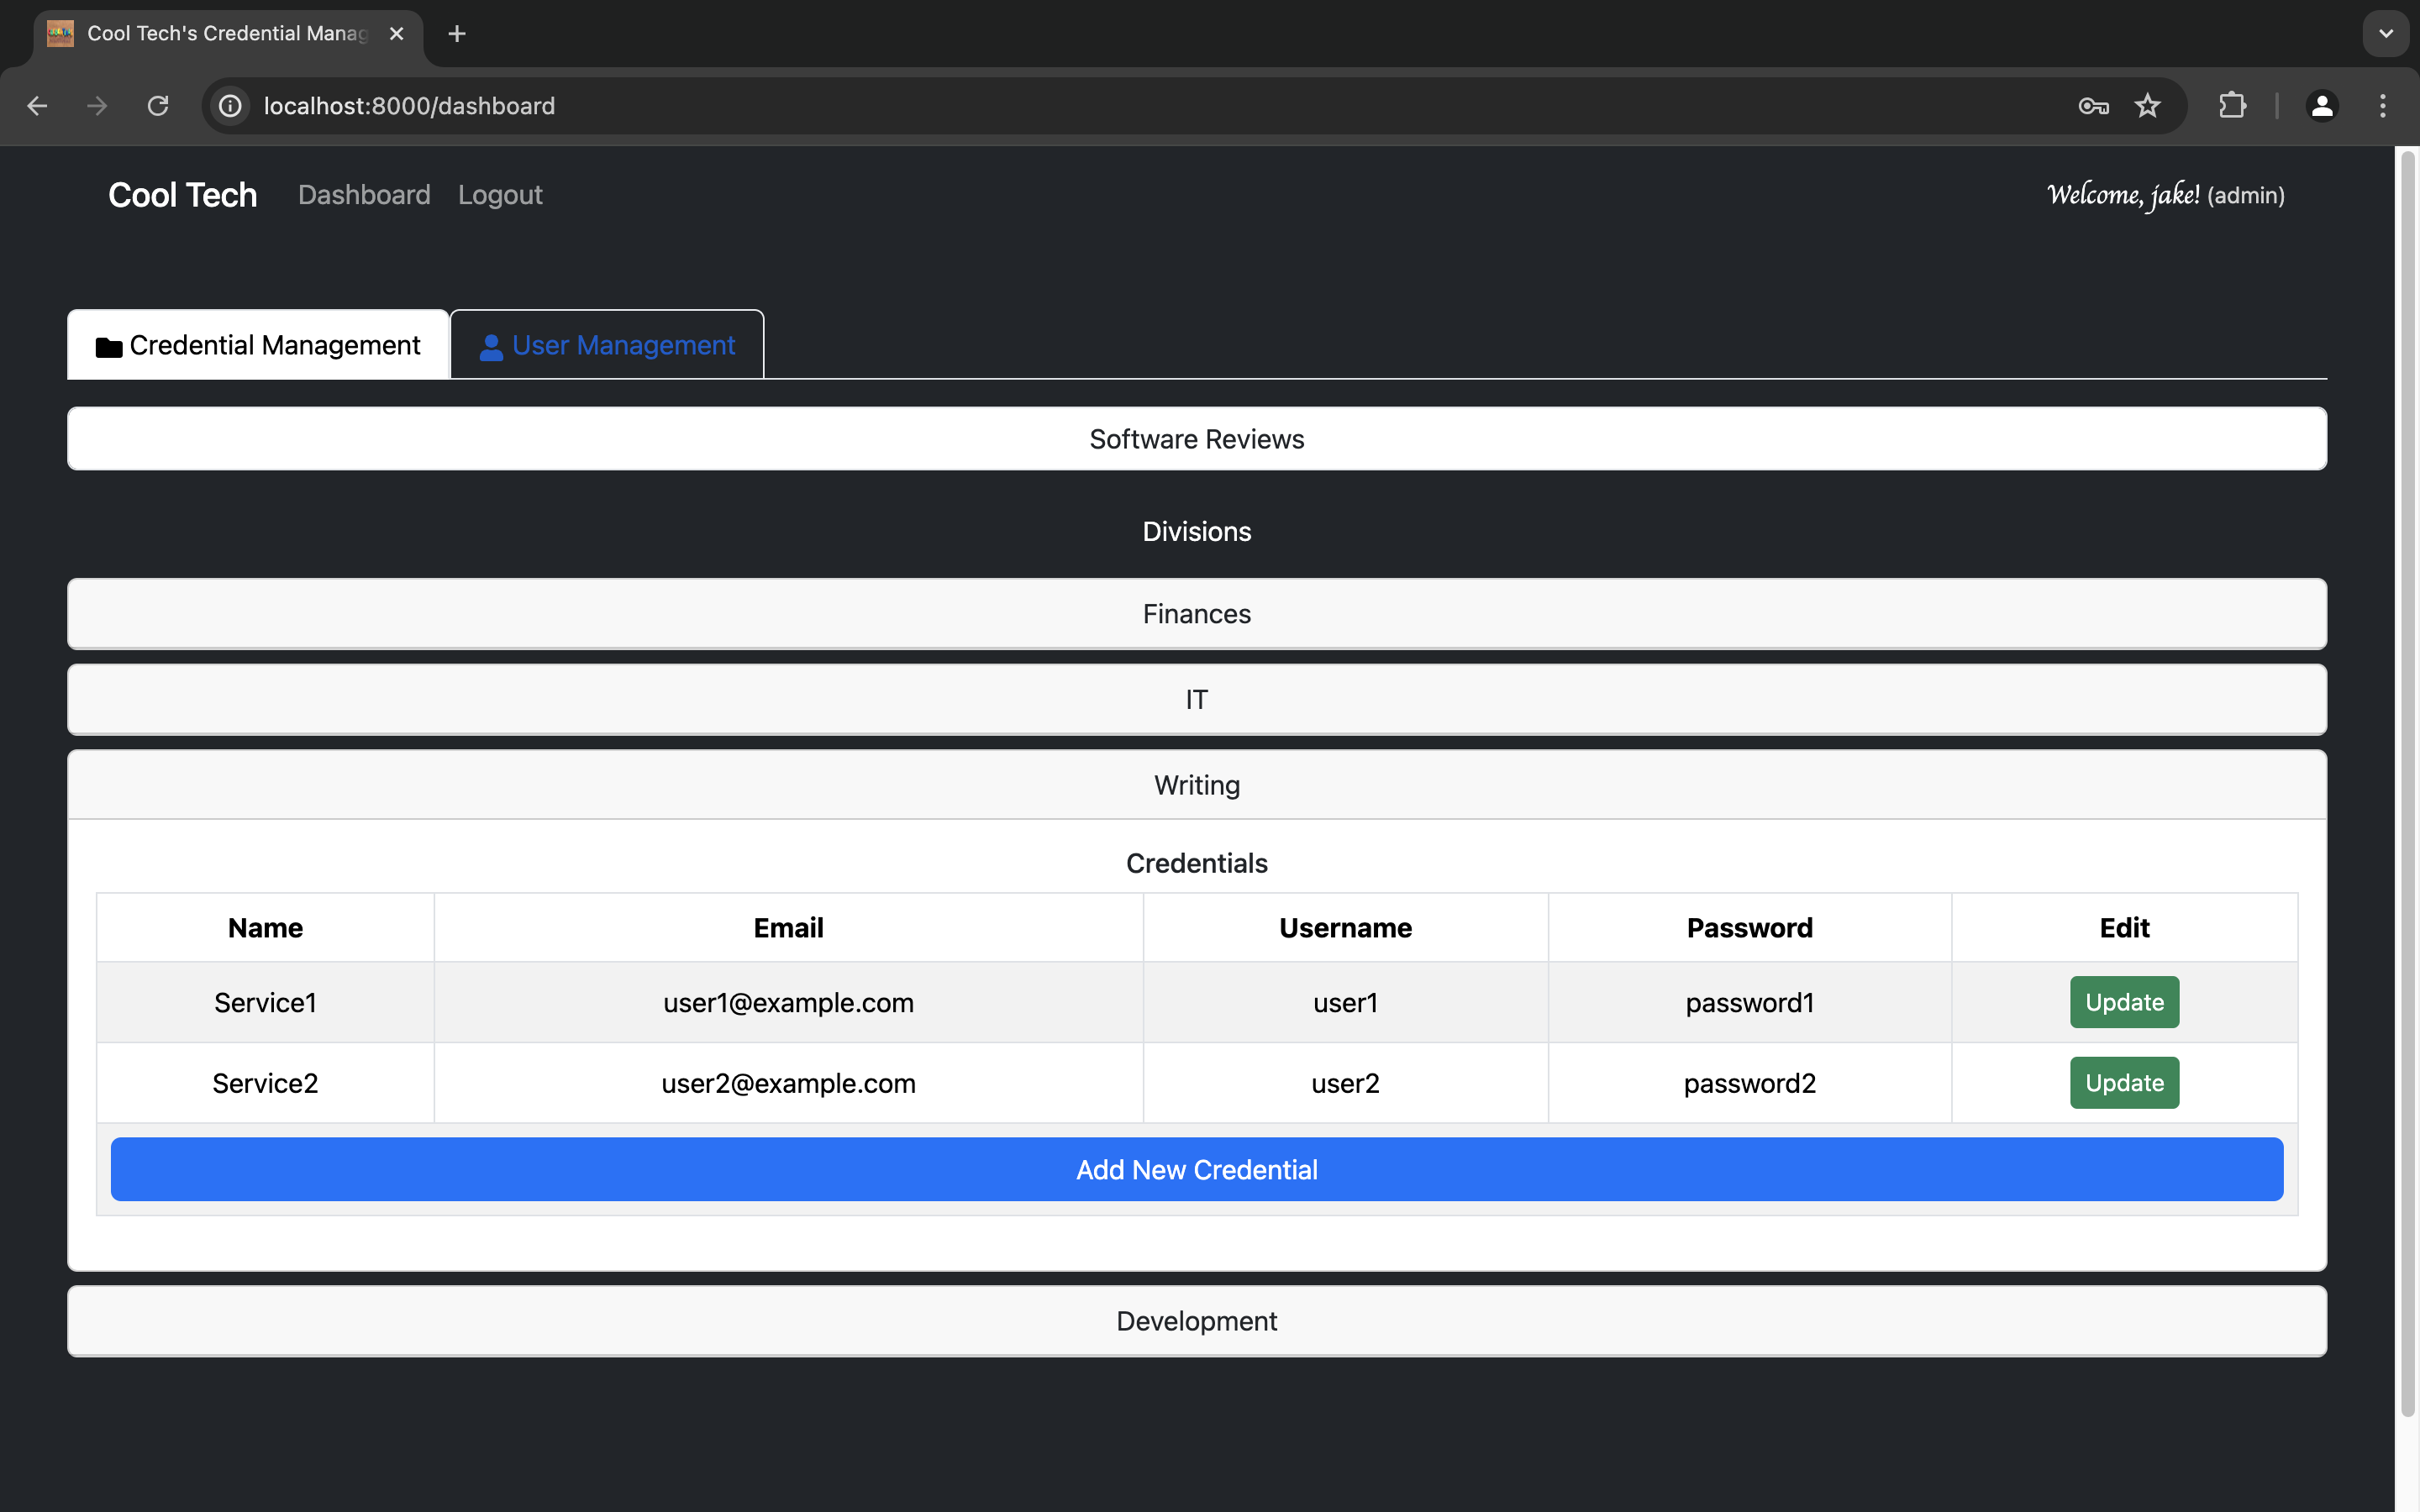 Cool Tech's Credential Manag
localhost:8000/dashboard
Cool Tech Dashboard Logout Welcome, jake! (admin)
Credential Management User Management
Software Reviews
Divisions
Finances
IT
Writing
Credentials
Name Email Username Password Edit
Service1 user1@example.com user1 password1 Update
Service2 user2@example.com user2 password2 Update
Add New Credential
Development